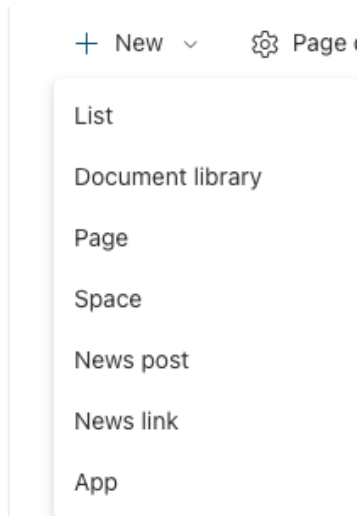 New
Page
List
Document library
Page
Space
News post
News link
App